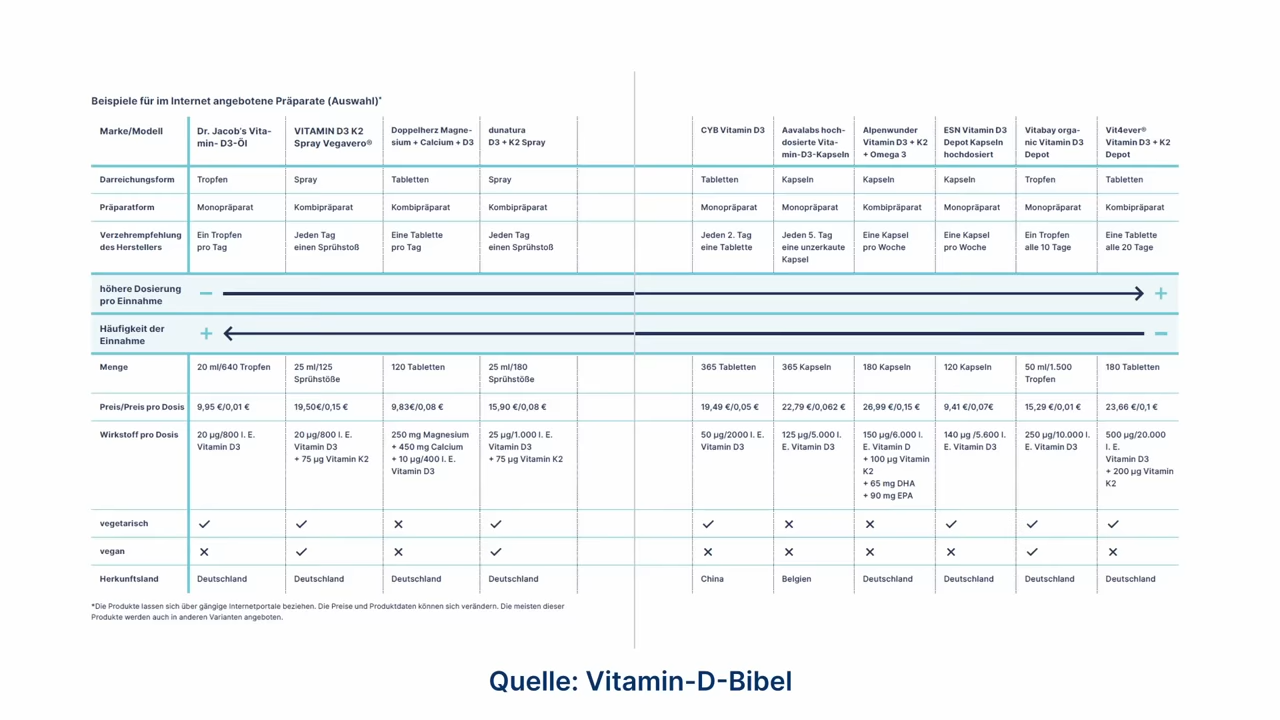 Beispiele für im Internet angebotene Präparate (Auswahl)*
Marke/Modell
Dr. Jacob's Vita-
min- D3-Öl
VITAMIN D3 K2
Spray Vegavero®
Doppelherz Magne-
sium + Calcium + D3
dunatura
D3 + K2 Spray
CYB Vitamin D3
Aavalabs hoch-
dosierte Vita-
min-D3-Kapseln
Alpenwunder
Vitamin D3 + K2
+ Omega 3
ESN Vitamin D3
Depot Kapseln
hochdosiert
Vitabay orga-
nic Vitamin D3
Depot
Vit4ever®
Vitamin D3 + K2
Depot
Darreichungsform
Tropfen
Spray
Tabletten
Spray
Tabletten
Kapseln
Kapseln
Kapseln
Tropfen
Tabletten
Präparatform
Monopräparat
Kombipräparat
Kombipräparat
Kombipräparat
Monopräparat
Monopräparat
Kombipräparat
Monopräparat
Monopräparat
Kombipräparat
Verzehrempfehlung
des Herstellers
Ein Tropfen
pro Tag
Jeden Tag
einen Sprühstoß
Eine Tablette
pro Tag
Jeden Tag
einen Sprühstoß
Jeden 2. Tag
eine Tablette
Jeden 5. Tag
eine unzerkaute
Kapsel
Eine Kapsel
pro Woche
Eine Kapsel
pro Woche
Ein Tropfen
alle 10 Tage
Eine Tablette
alle 20 Tage
höhere Dosierung
pro Einnahme
− +
Häufigkeit der
Einnahme
+ −
Menge
20 ml/640 Tropfen
25 ml/125
Sprühstöße
120 Tabletten
25 ml/180
Sprühstöße
365 Tabletten
365 Kapseln
180 Kapseln
120 Kapseln
50 ml/1.500
Tropfen
180 Tabletten
Preis/Preis pro Dosis
9,95 €/0,01 €
19,50€/0,15 €
9,83€/0,08 €
15,90 €/0,08 €
19,49 €/0,05 €
22,79 €/0,062 €
26,99 €/0,15 €
9,41 €/0,07€
15,29 €/0,01 €
23,66 €/0,1 €
Wirkstoff pro Dosis
20 µg/800 I. E.
Vitamin D3
20 µg/800 I. E.
Vitamin D3
+ 75 µg Vitamin K2
250 mg Magnesium
+ 450 mg Calcium
+ 10 µg/400 I. E.
Vitamin D3
25 µg/1.000 I. E.
Vitamin D3
+ 75 µg Vitamin K2
50 µg/2000 I. E.
Vitamin D3
125 µg/5.000 I.
E. Vitamin D3
150 µg/6.000 I.
E. Vitamin D
+ 100 µg Vitamin
K2
+ 65 mg DHA
+ 90 mg EPA
140 µg /5.600 I.
E. Vitamin D3
250 µg/10.000 I.
E. Vitamin D3
500 µg/20.000
I. E.
Vitamin D3
+ 200 µg Vitamin
K2
vegetarisch
vegan
Herkunftsland
Deutschland
Deutschland
Deutschland
Deutschland
China
Belgien
Deutschland
Deutschland
Deutschland
Deutschland
*Die Produkte lassen sich über gängige Internetportale beziehen. Die Preise und Produktdaten können sich verändern. Die meisten dieser
Produkte werden auch in anderen Varianten angeboten.
Quelle: Vitamin-D-Bibel